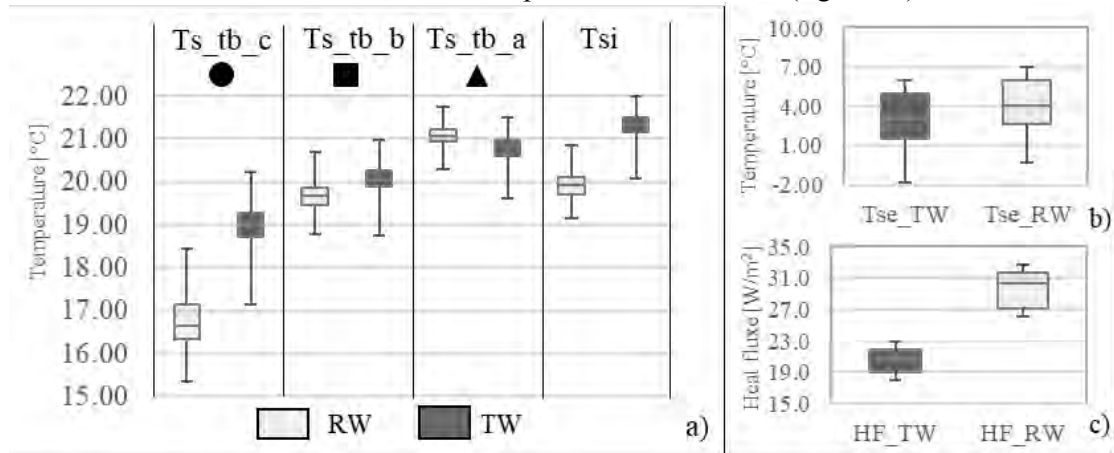 Ts_tb_c Ts_tb_b Ts_tb_a Tsi
Temperature [°C]
22.00
21.00
20.00
19.00
18.00
17.00
16.00
15.00
RW TW a)
Temperature [°C]
10.00
7.00
4.00
1.00
-2.00
Tse_TW Tse_RW b)
Heal fluxe [W/m²]
35.0
31.0
27.0
23.0
19.0
15.0
HF_TW HF_RW c)